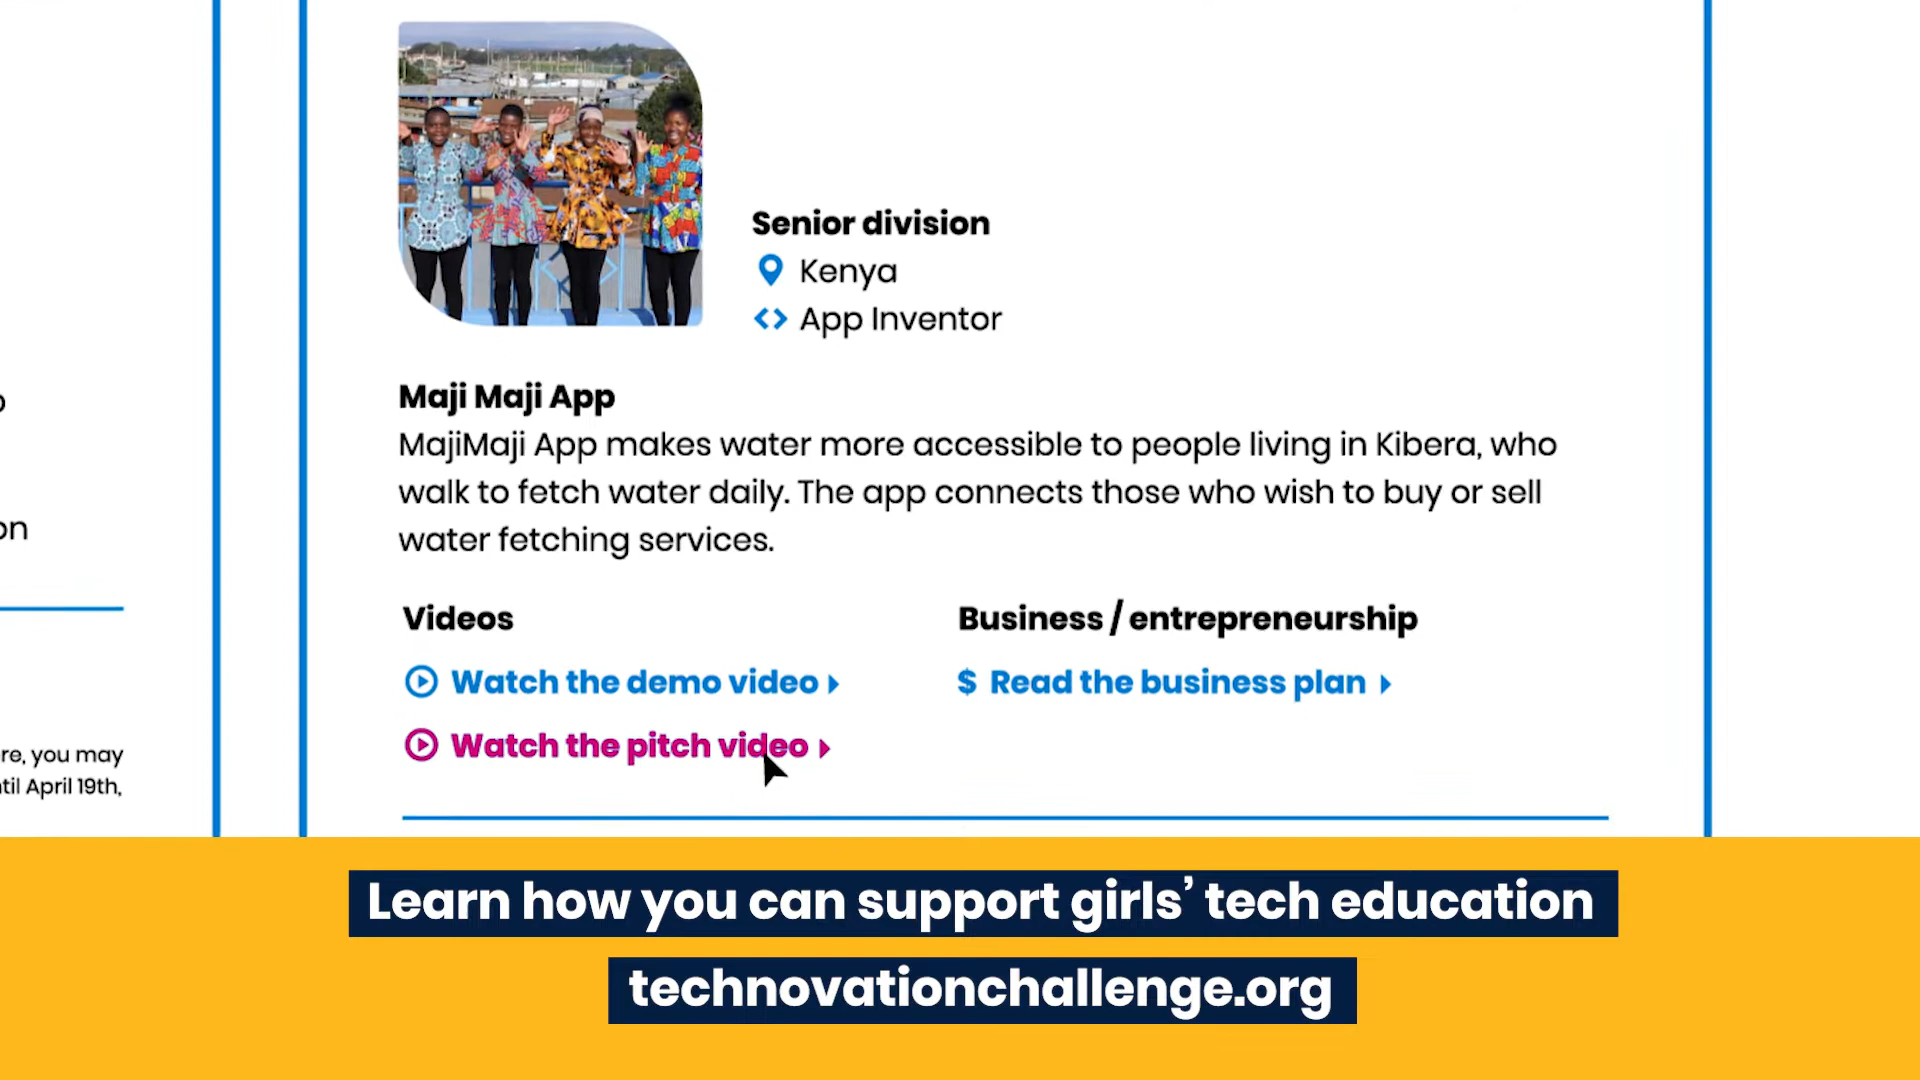 Senior division
Kenya
App Inventor
Maji Maji App
MajiMaji App makes water more accessible to people living in Kibera, who
walk to fetch water daily. The app connects those who wish to buy or sell
water fetching services.
Videos
Business / entrepreneurship
Watch the demo video
$ Read the business plan
Watch the pitch video
on
re, you may
til April 19th,
Learn how you can support girls’ tech education
technovationchallenge.org